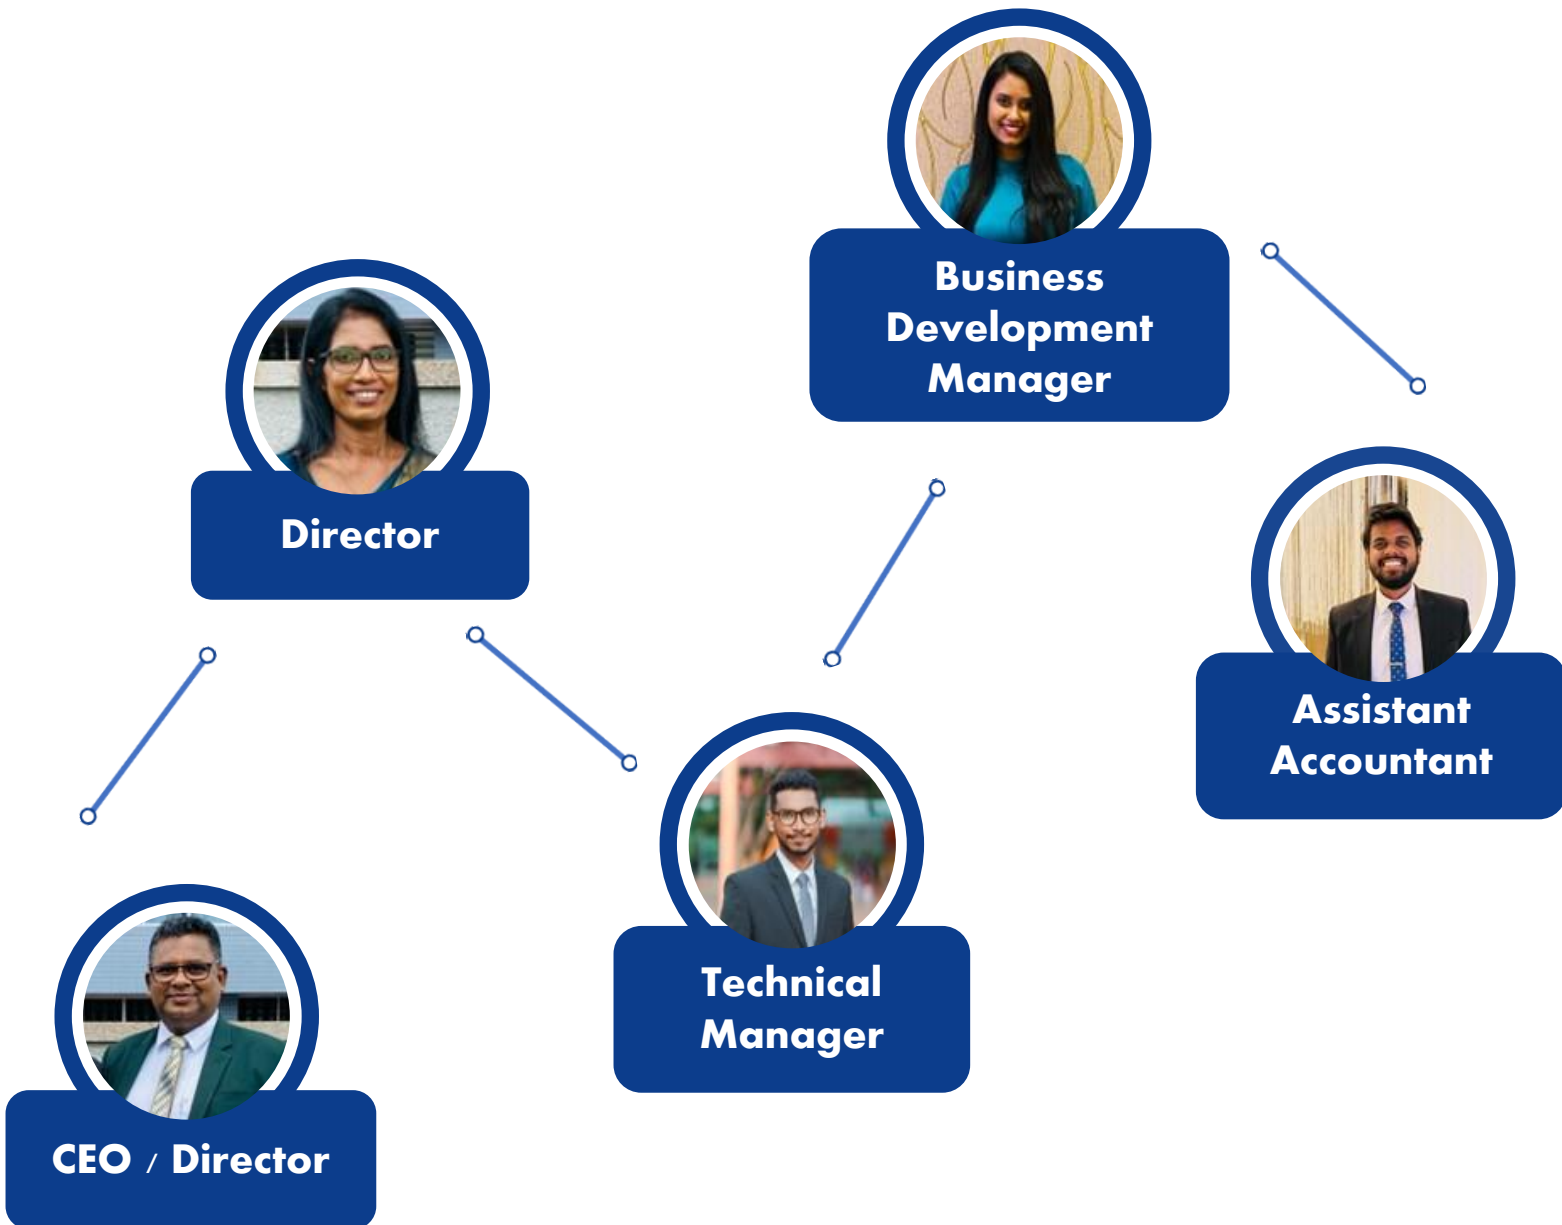 Business
Development
Manager
Director
Assistant
Accountant
Technical
Manager
CEO / Director